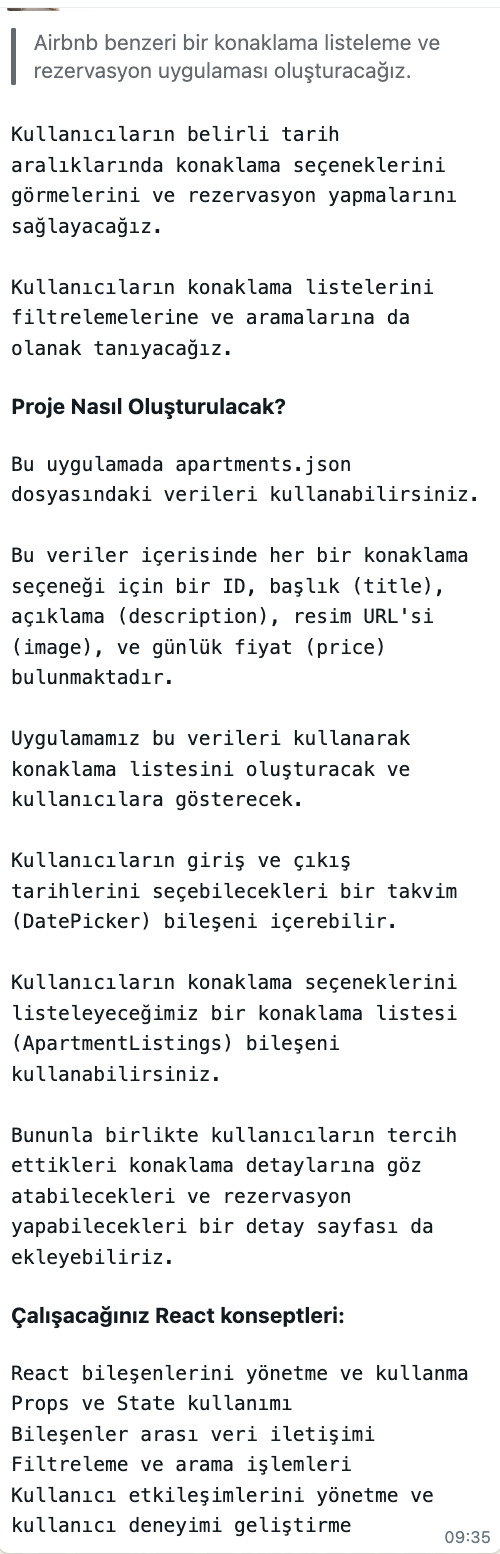 Airbnb benzeri bir konaklama listeleme ve
rezervasyon uygulaması oluşturacağız.
Kullanıcıların belirli tarih
aralıklarında konaklama seçeneklerini
görmelerini ve rezervasyon yapmalarını
sağlayacağız.
Kullanıcıların konaklama listelerini
filtrelemelerine ve aramalarına da
olanak tanıyacağız.
Proje Nasıl Oluşturulacak?
Bu uygulamada apartments.json
dosyasındaki verileri kullanabilirsiniz.
Bu veriler içerisinde her bir konaklama
seçeneği için bir ID, başlık (title),
açıklama (description), resim URL'si
(image), ve günlük fiyat (price)
bulunmaktadır.
Uygulamamız bu verileri kullanarak
konaklama listesini oluşturacak ve
kullanıcılara gösterecek.
Kullanıcıların giriş ve çıkış
tarihlerini seçebilecekleri bir takvim
(DatePicker) bileşeni içerebilir.
Kullanıcıların konaklama seçeneklerini
listeleyeceğimiz bir konaklama listesi
(ApartmentListings) bileşeni
kullanabilirsiniz.
Bununla birlikte kullanıcıların tercih
ettikleri konaklama detaylarına göz
atabilecekleri ve rezervasyon
yapabilecekleri bir detay sayfası da
ekleyebiliriz.
Çalışacağınız React konseptleri:
React bileşenlerini yönetme ve kullanma
Props ve State kullanımı
Bileşenler arası veri iletişimi
Filtreleme ve arama işlemleri
Kullanıcı etkileşimlerini yönetme ve
kullanıcı deneyimi geliştirme
09:35